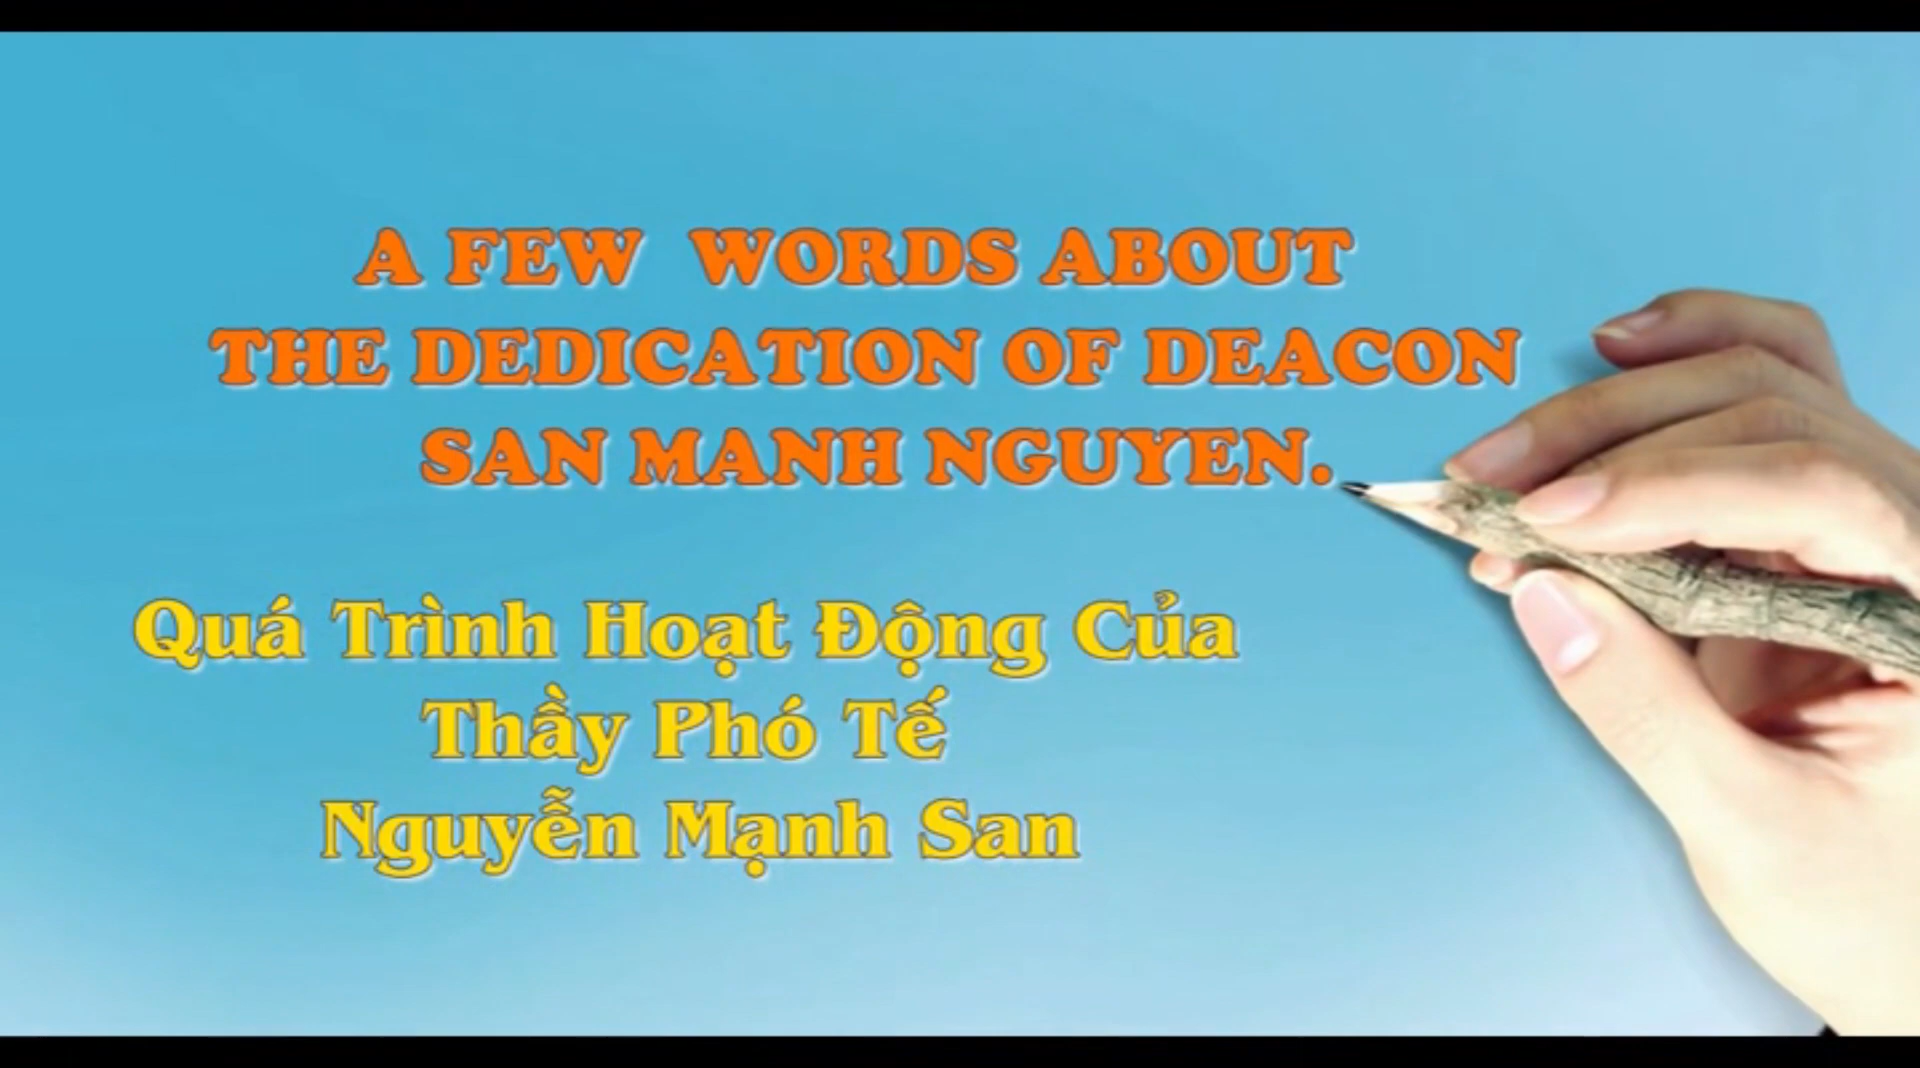 A FEW WORDS ABOUT
THE DEDICATION OF DEACON
SAN MANH NGUYEN.
Quá Trình Hoạt Động Của
Thầy Phó Tế
Nguyễn Mạnh San